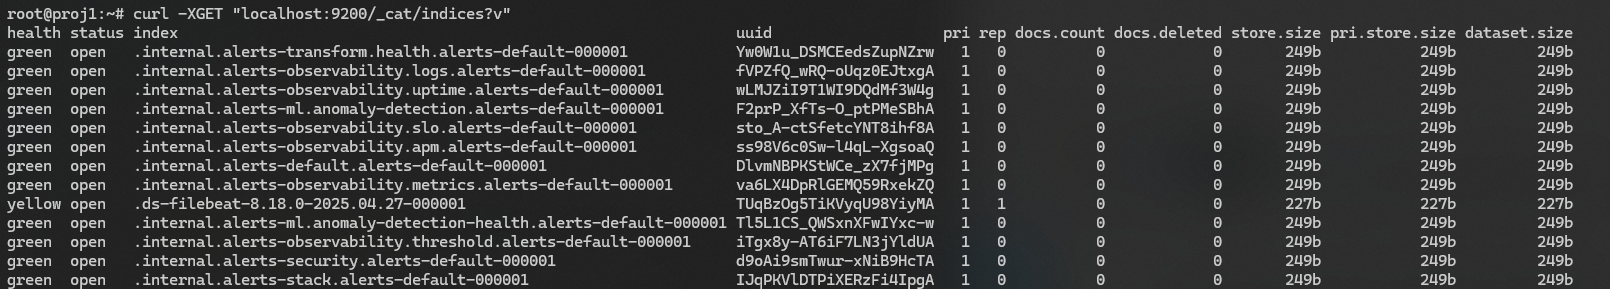 root@proj1:~# curl -XGET "localhost:9200/_cat/indices?v"
health status index uuid pri rep docs.count docs.deleted store.size pri.store.size dataset.size
green open .internal.alerts-transform.health.alerts-default-000001 Yw0W1u_DSMCEedsZupNZrw 1 0 0 0 249b 249b 249b
green open .internal.alerts-observability.logs.alerts-default-000001 fVPZfQ_wRQ-oUqz0EJtxgA 1 0 0 0 249b 249b 249b
green open .internal.alerts-observability.uptime.alerts-default-000001 wLMJZiI9T1WI9DQdMf3W4g 1 0 0 0 249b 249b 249b
green open .internal.alerts-ml.anomaly-detection.alerts-default-000001 F2prP_XfTs-O_ptPMeSBhA 1 0 0 0 249b 249b 249b
green open .internal.alerts-observability.slo.alerts-default-000001 sto_A-ctSfetcYNT8ihf8A 1 0 0 0 249b 249b 249b
green open .internal.alerts-observability.apm.alerts-default-000001 ss98V6c0Sw-l4qL-XgsoaQ 1 0 0 0 249b 249b 249b
green open .internal.alerts-default.alerts-default-000001 DlvmNBPKStWCe_zX7fjMPg 1 0 0 0 249b 249b 249b
green open .internal.alerts-observability.metrics.alerts-default-000001 va6LX4DpRlGEMQ59RxekZQ 1 0 0 0 249b 249b 249b
yellow open .ds-filebeat-8.18.0-2025.04.27-000001 TUqBzOg5TiKVyqU98YiyMA 1 1 0 0 227b 227b 227b
green open .internal.alerts-ml.anomaly-detection-health.alerts-default-000001 Tl5L1CS_QWSxnXFwIYxc-w 1 0 0 0 249b 249b 249b
green open .internal.alerts-observability.threshold.alerts-default-000001 iTgx8y-AT6iF7LN3jYldUA 1 0 0 0 249b 249b 249b
green open .internal.alerts-security.alerts-default-000001 d9oAi9smTwur-xNiB9HcTA 1 0 0 0 249b 249b 249b
green open .internal.alerts-stack.alerts-default-000001 IJqPKVlDTPiXERzFi4IpgA 1 0 0 0 249b 249b 249b